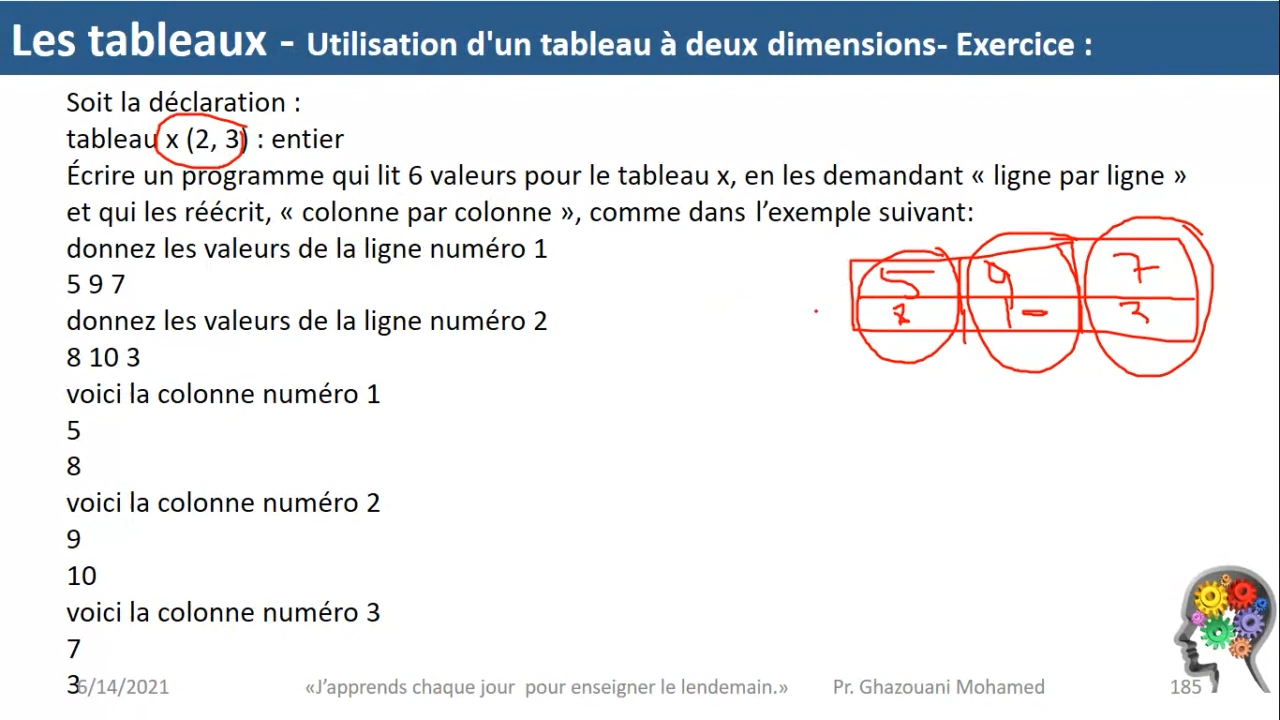 Les tableaux - Utilisation d'un tableau à deux dimensions- Exercice :
Soit la déclaration :
tableau x (2, 3) : entier
Écrire un programme qui lit 6 valeurs pour le tableau x, en les demandant « ligne par ligne »
et qui les réécrit, « colonne par colonne », comme dans l’exemple suivant:
donnez les valeurs de la ligne numéro 1
5 9 7
donnez les valeurs de la ligne numéro 2
8 10 3
voici la colonne numéro 1
5
8
voici la colonne numéro 2
9
10
voici la colonne numéro 3
7
3
5 9 7
8 3
6/14/2021 «J’apprends chaque jour pour enseigner le lendemain.» Pr. Ghazouani Mohamed 185